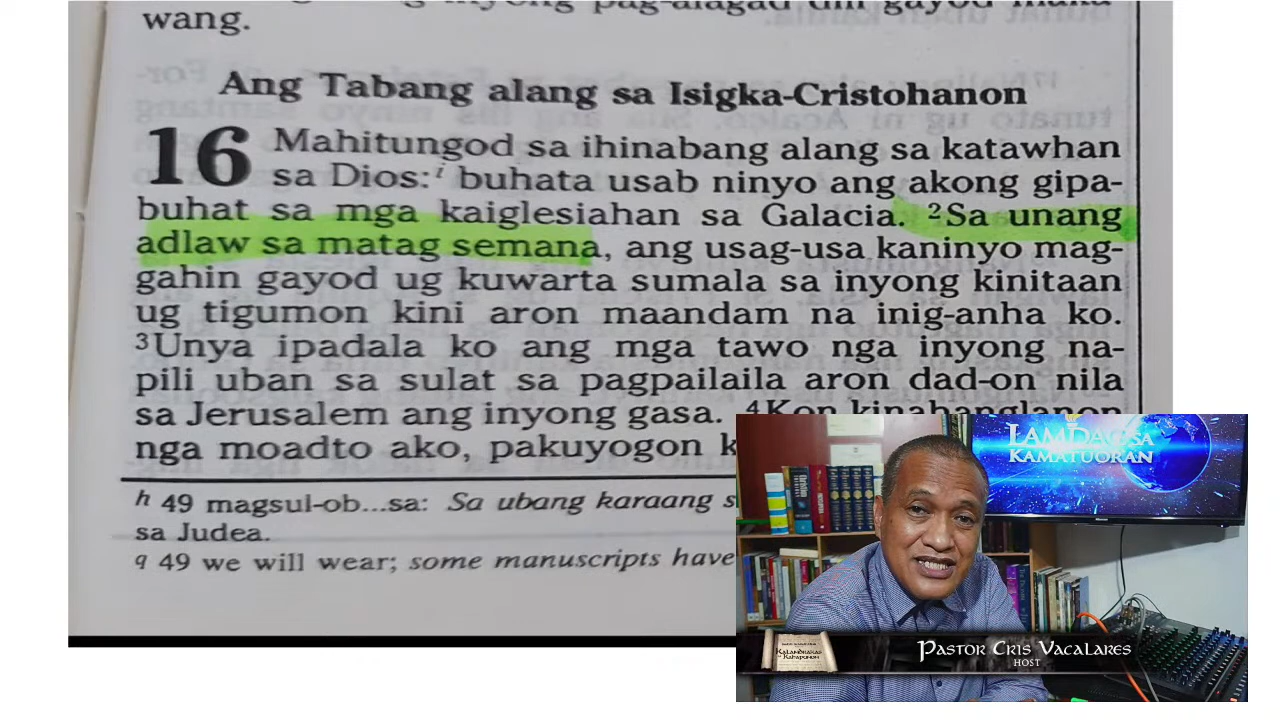 wang.
Ang Tabang alang sa Isigka-Cristohanon
16 Mahitungod sa ihinabang alang sa katawhan
sa Dios:ⁱ buhata usab ninyo ang akong gipa-
buhat sa mga kaiglesiahan sa Galacia. ²Sa unang
adlaw sa matag semana, ang usag-usa kaninyo mag-
gahin gayod ug kuwarta sumala sa inyong kinitaan
ug tigumon kini aron maandam na inig-anha ko.
³Unya ipadala ko ang mga tawo nga inyong na-
pili uban sa sulat sa pagpailaila aron dad-on nila
sa Jerusalem ang inyong gasa. ⁴Kon kinahanglanon
nga moadto ako, pakuyogon k
h 49 magsul-ob...sa: Sa ubang karaang s
sa Judea.
q 49 we will wear; some manuscripts have
LAMDAG SA
KAMATUORAN
PASTOR CRIS VACALARES
HOST